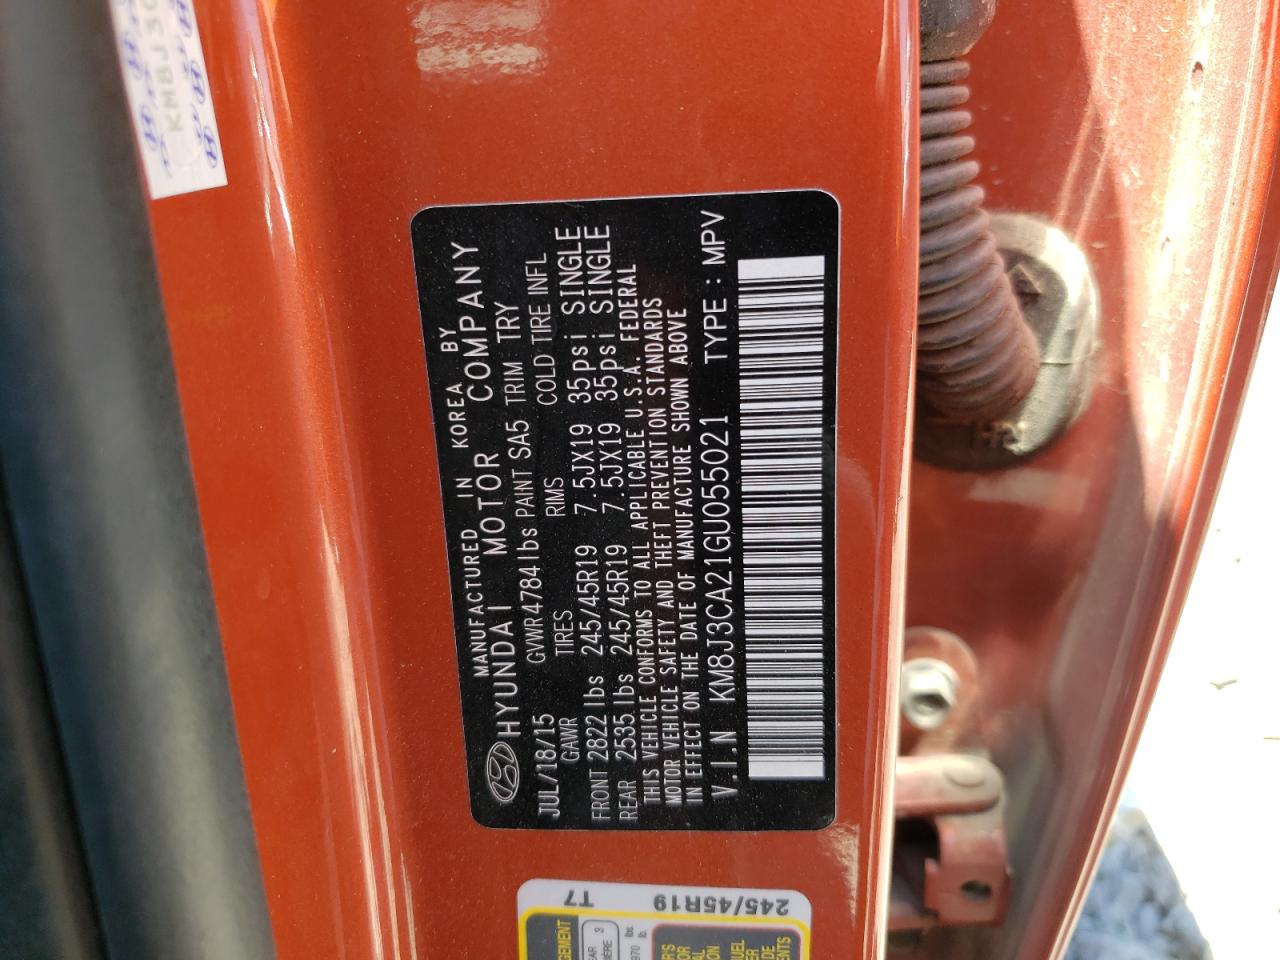 MANUFACTURED IN KOREA BY
HYUNDAI MOTOR COMPANY
JUL/18/15 GVWR 4784 lbs PAINT SA5 TRIM TRY
GAWR TIRES RIMS COLD TIRE INFL
FRONT 2822 lbs 245/45R19 7.5JX19 35psi SINGLE
REAR 2535 lbs 245/45R19 7.5JX19 35psi SINGLE
THIS VEHICLE CONFORMS TO ALL APPLICABLE U.S.A. FEDERAL
MOTOR VEHICLE SAFETY AND THEFT PREVENTION STANDARDS
IN EFFECT ON THE DATE OF MANUFACTURE SHOWN ABOVE
V.I.N KM8J3CA21GU055021 TYPE : MPV
KM8J3C
T7
245/45R19